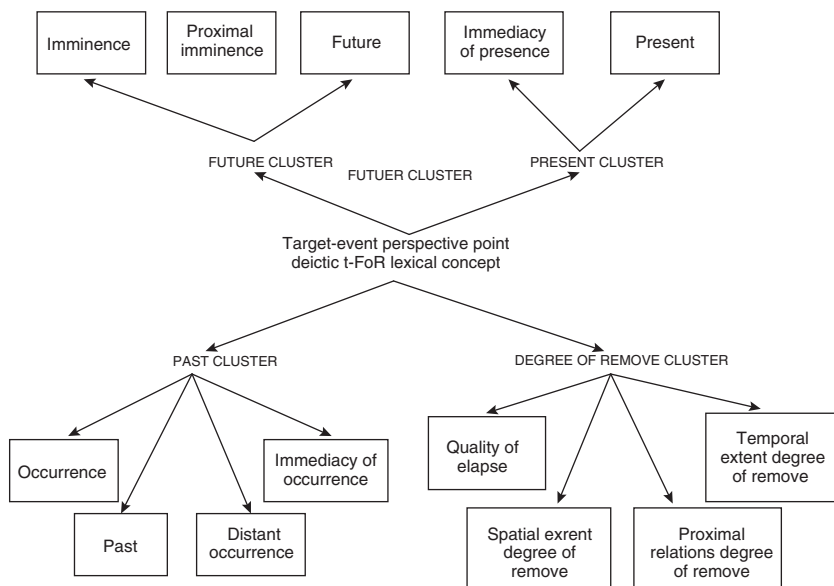 Imminence
Proximal
imminence
Future
Immediacy
of presence
Present
FUTURE CLUSTER
FUTUER CLUSTER
PRESENT CLUSTER
Target-event perspective point
deictic t-FoR lexical concept
PAST CLUSTER
DEGREE OF REMOVE CLUSTER
Occurrence
Past
Distant
occurrence
Immediacy of
occurrence
Quality of
elapse
Spatial exrent
degree of
remove
Proximal
relations degree
of remove
Temporal
extent degree
of remove